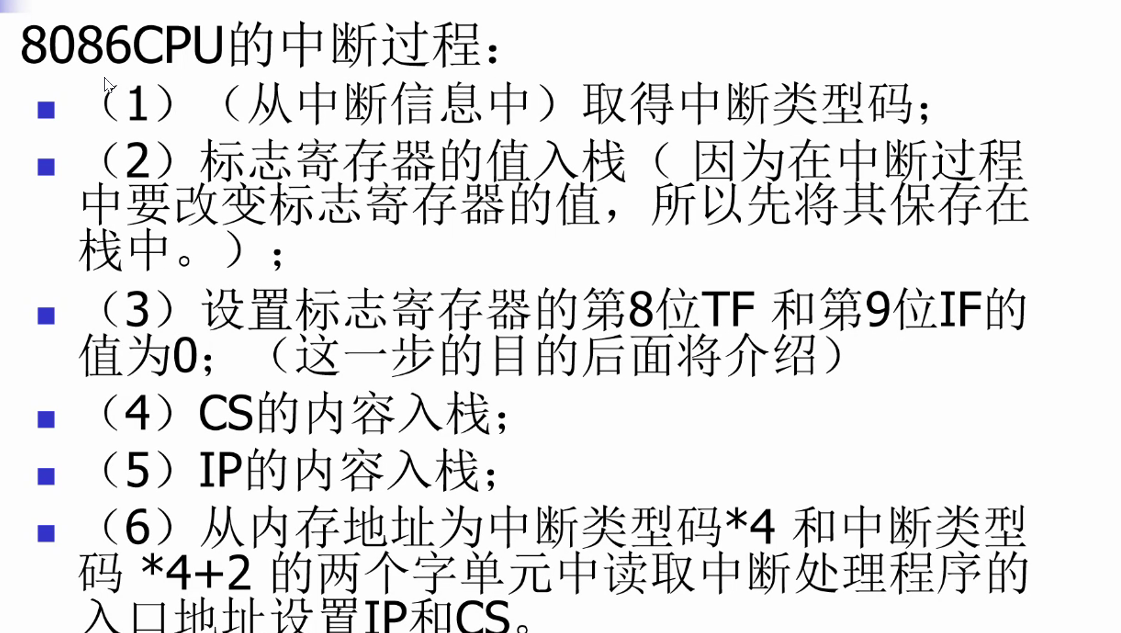 8086CPU的中断过程：
（1）（从中断信息中）取得中断类型码；
（2）标志寄存器的值入栈（ 因为在中断过程
中要改变标志寄存器的值，所以先将其保存在
栈中。）；
（3）设置标志寄存器的第8位TF 和第9位IF的
值为0；（这一步的目的后面将介绍）
（4）CS的内容入栈；
（5）IP的内容入栈；
（6）从内存地址为中断类型码*4 和中断类型
码 *4+2 的两个字单元中读取中断处理程序的
入口地址设置IP和CS。